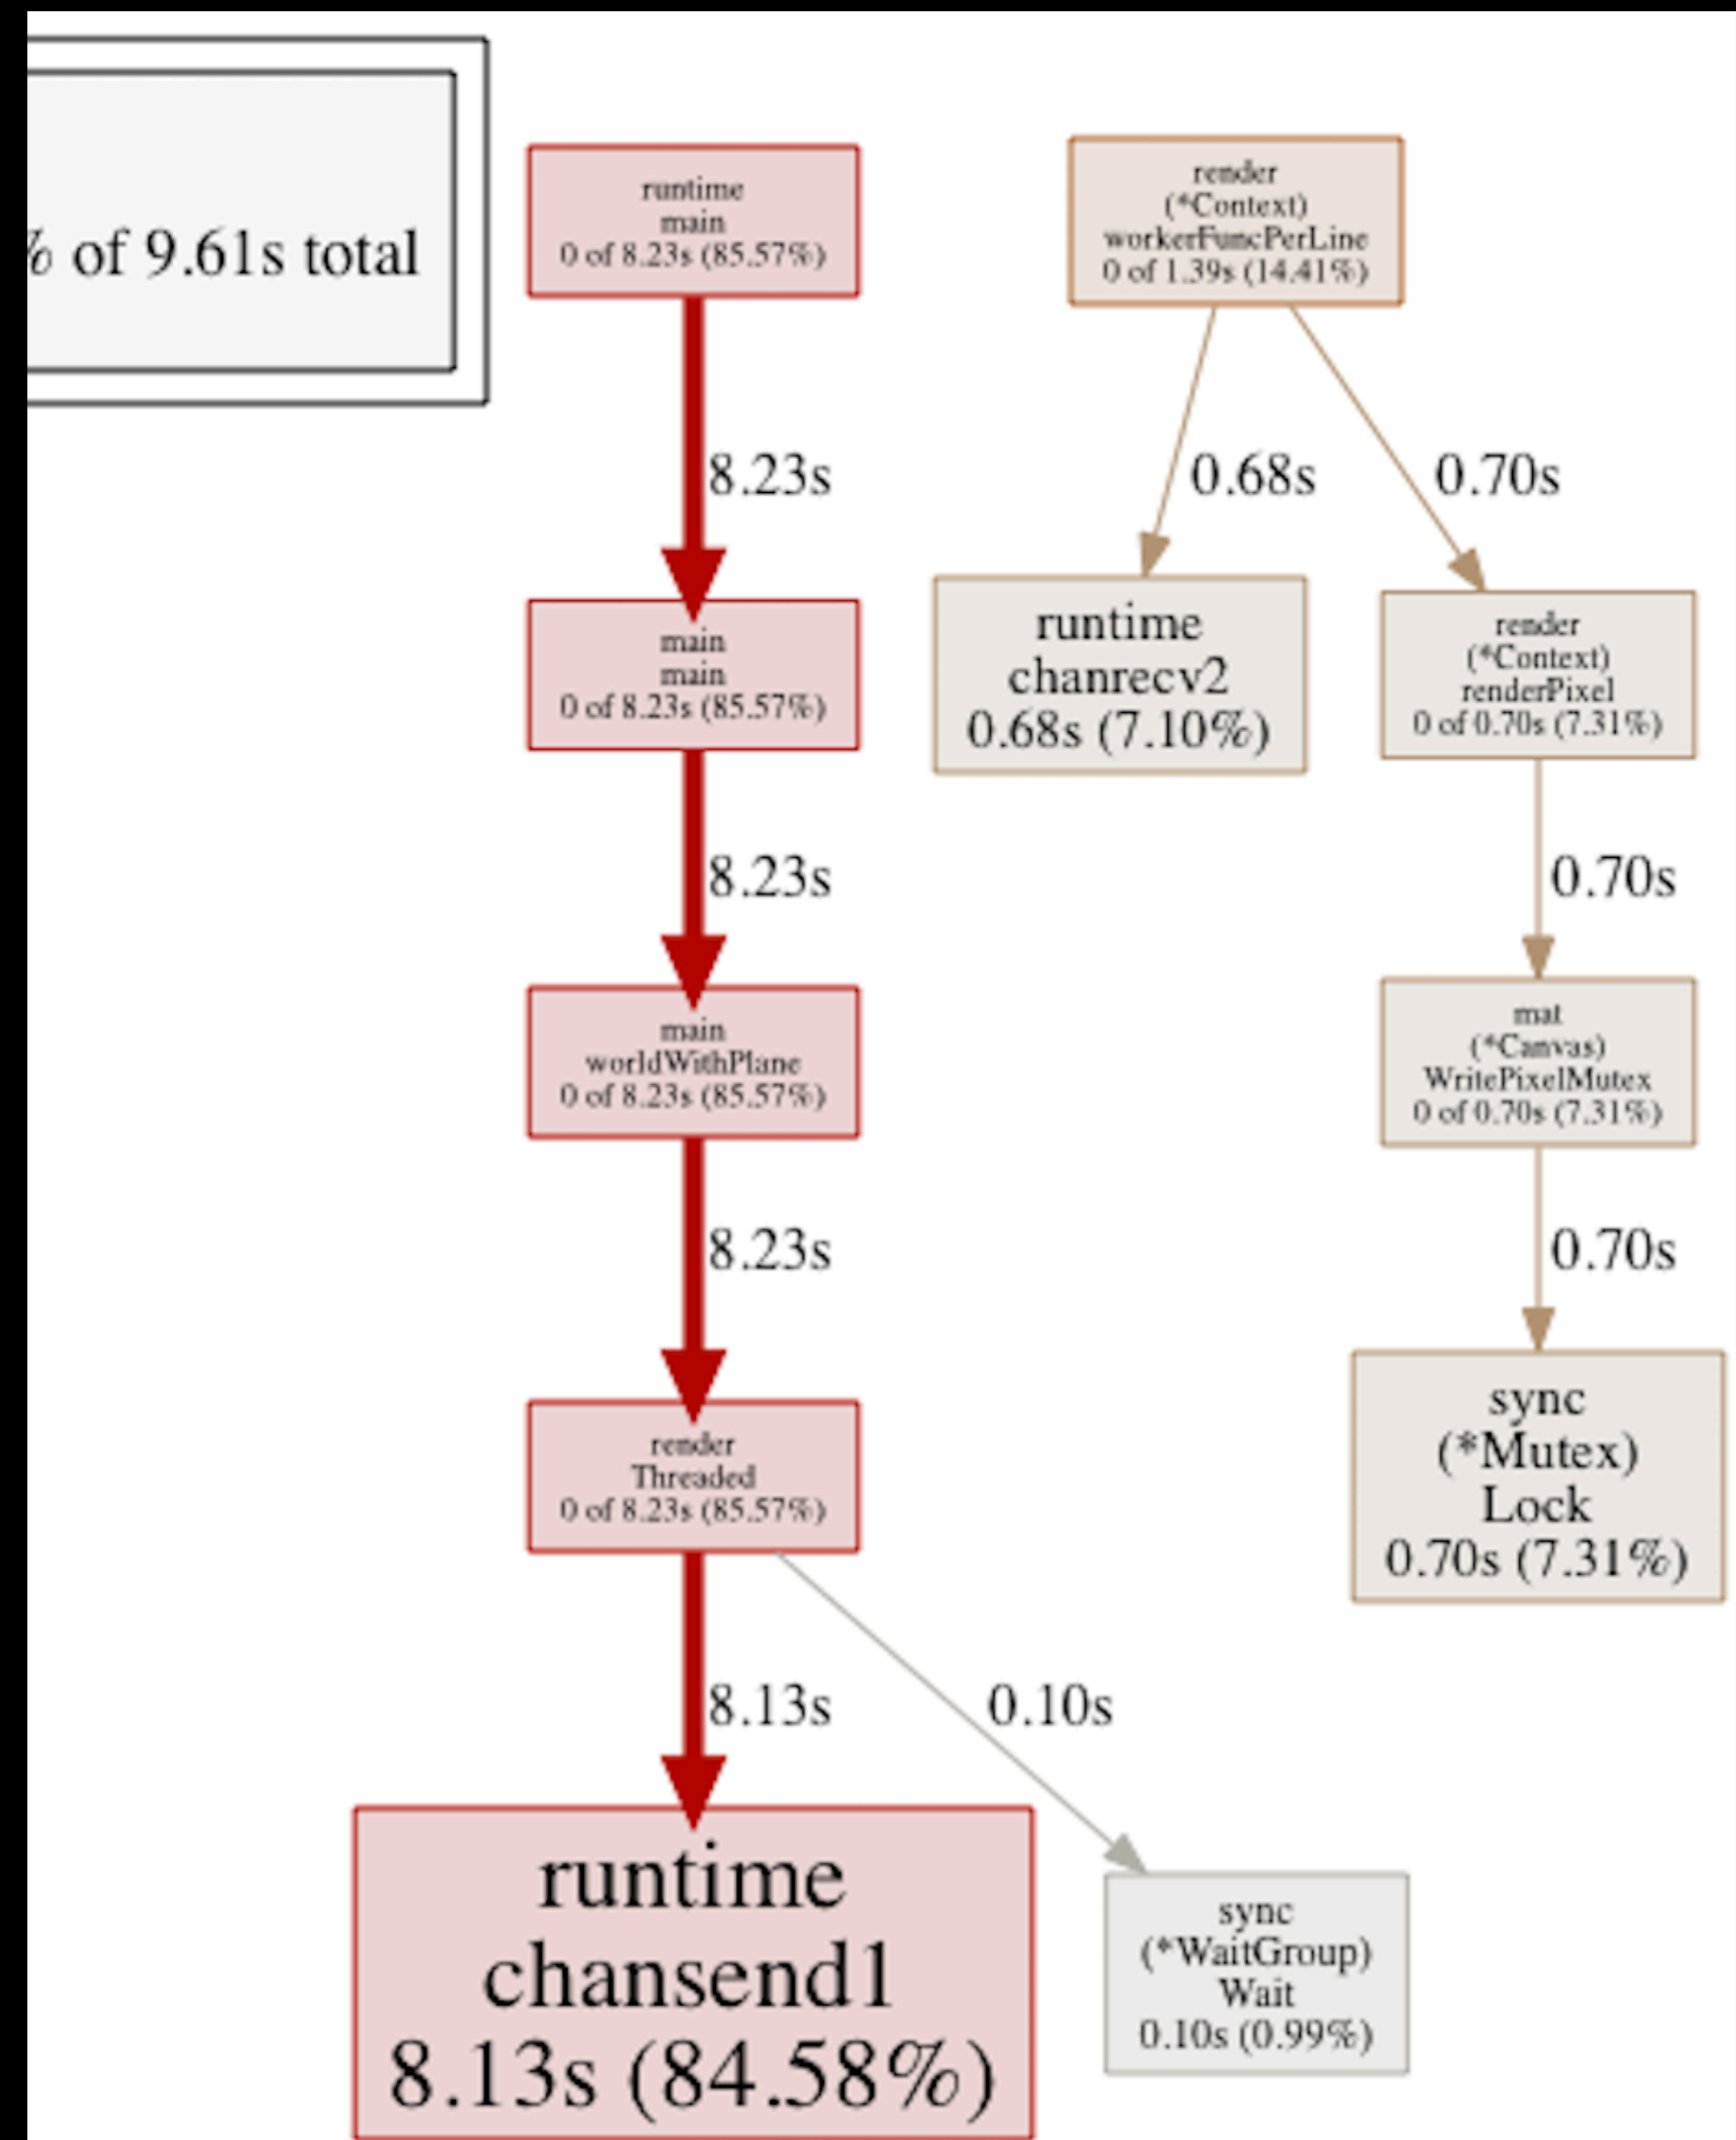 % of 9.61s total
runtime
main
0 of 8.23s (85.57%)
render
(*Context)
workerFuncPerLine
0 of 1.39s (14.41%)
8.23s
0.68s
0.70s
main
main
0 of 8.23s (85.57%)
runtime
chanrecv2
0.68s (7.10%)
render
(*Context)
renderPixel
0 of 0.70s (7.31%)
8.23s
0.70s
main
worldWithPlane
0 of 8.23s (85.57%)
mat
(*Canvas)
WritePixelMutex
0 of 0.70s (7.31%)
8.23s
0.70s
render
Threaded
0 of 8.23s (85.57%)
sync
(*Mutex)
Lock
0.70s (7.31%)
8.13s
0.10s
runtime
chansend1
8.13s (84.58%)
sync
(*WaitGroup)
Wait
0.10s (0.99%)